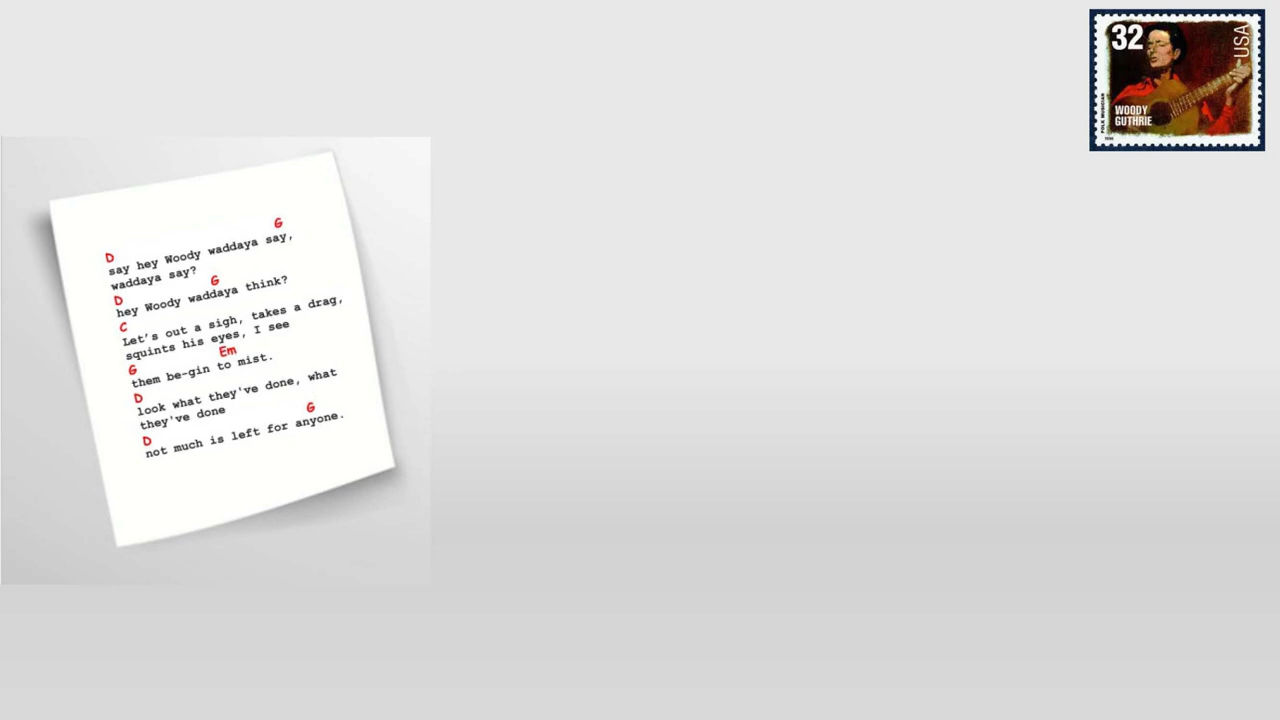 32
USA
WOODY
GUTHRIE
FOLK MUSICIAN
G
D
say hey Woody waddaya say,
waddaya say?
D G
hey Woody waddaya think?
C
Let's out a sigh, takes a drag,
squints his eyes, I see
G Em
them be-gin to mist.
D
look what they've done, what
they've done
D G
not much is left for anyone.